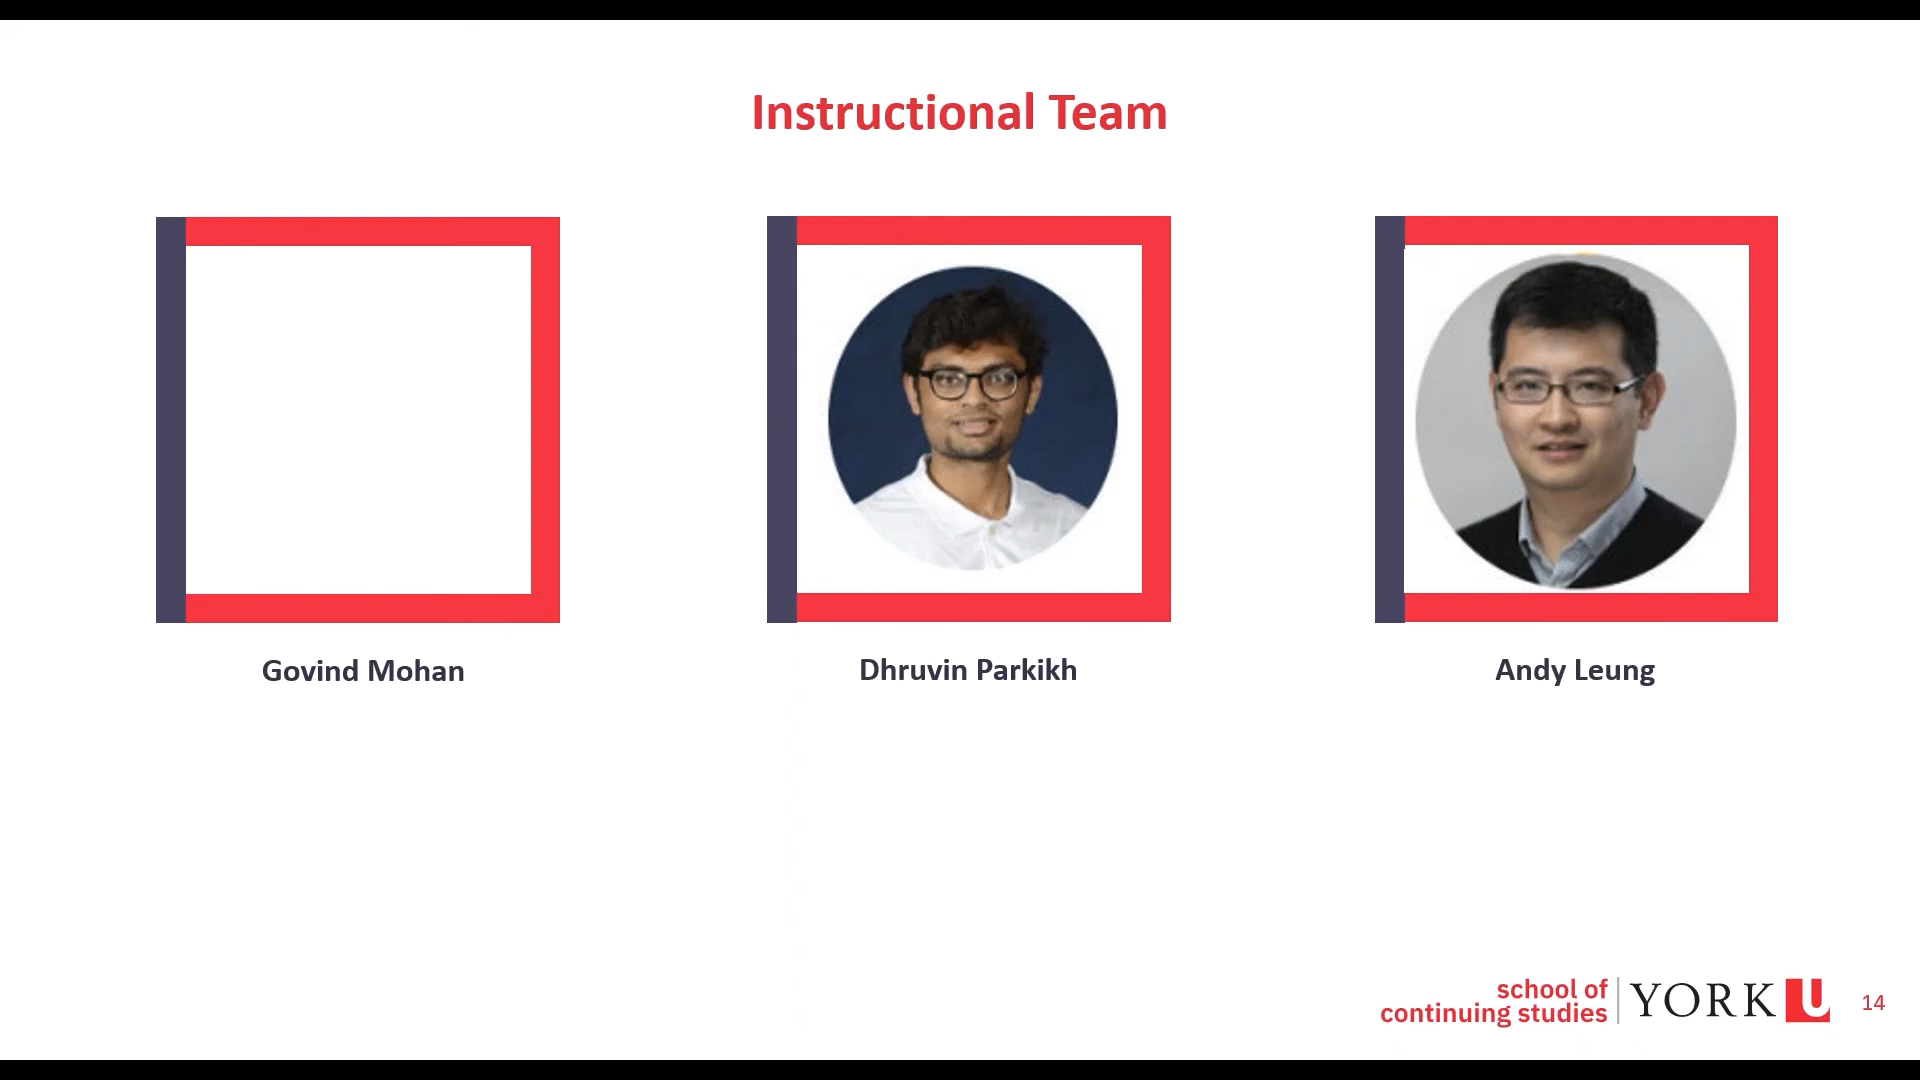 Instructional Team
Govind Mohan
Dhruvin Parkikh
Andy Leung
school of
continuing studies
YORK U
14